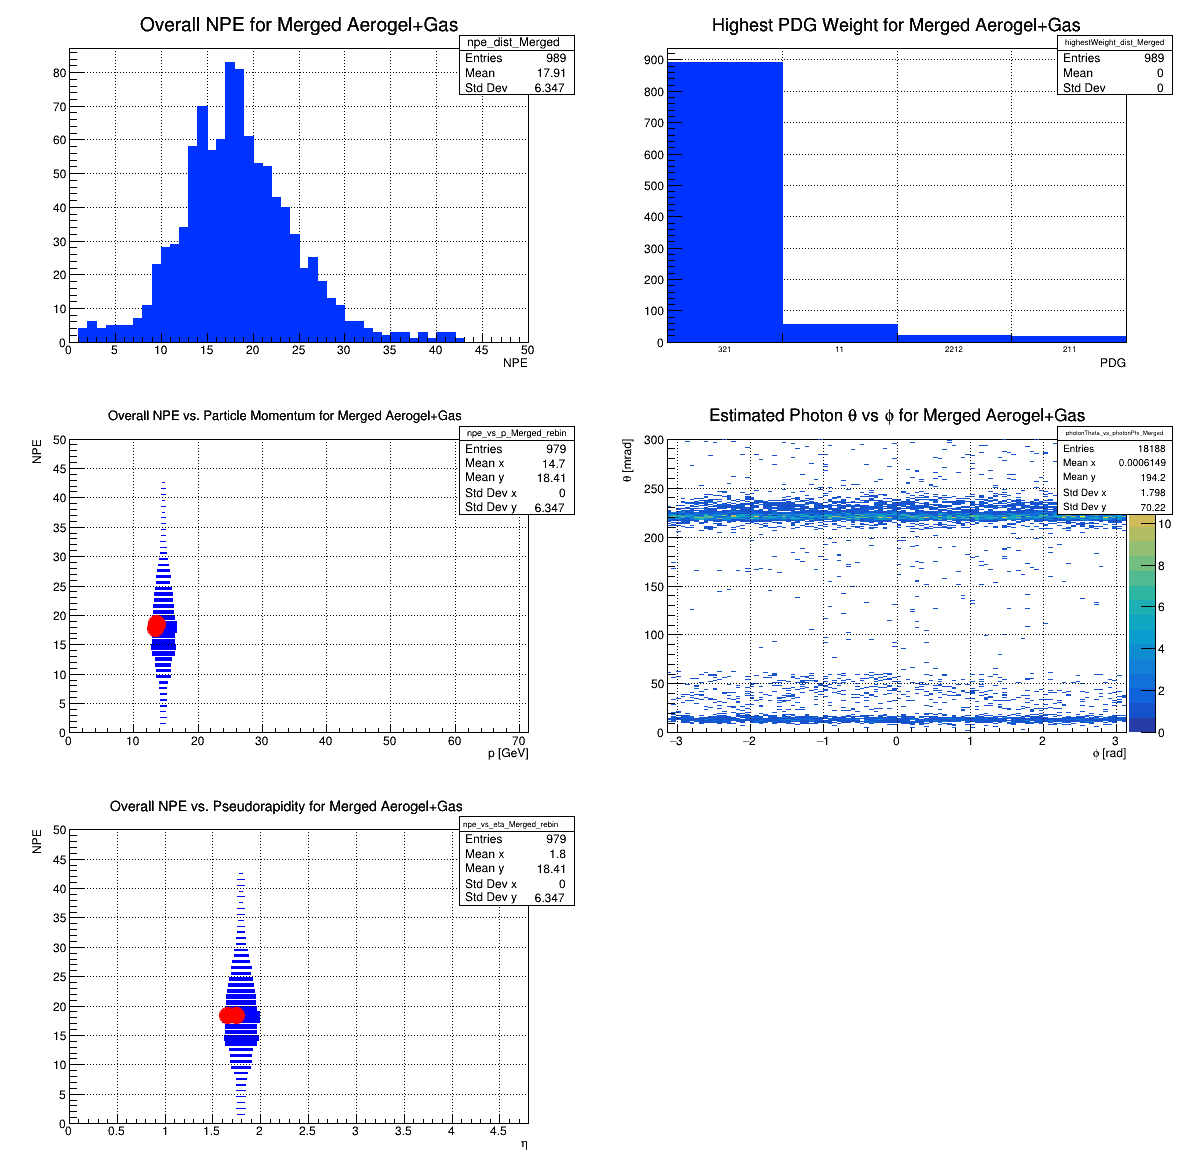 Overall NPE for Merged Aerogel+Gas
npe_dist_Merged
Entries 989
Mean 17.91
Std Dev 6.347
80
70
60
50
40
30
20
10
0
0 5 10 15 20 25 30 35 40 45 50
NPE
Highest PDG Weight for Merged Aerogel+Gas
highestWeight_dist_Merged
Entries 989
Mean 0
Std Dev 0
900
800
700
600
500
400
300
200
100
0
321 11 2212 211
PDG
Overall NPE vs. Particle Momentum for Merged Aerogel+Gas
npe_vs_p_Merged_rebin
Entries 979
Mean x 14.7
Mean y 18.41
Std Dev x 0
Std Dev y 6.347
NPE
50
45
40
35
30
25
20
15
10
5
0
0 10 20 30 40 50 60 70
p [GeV]
Estimated Photon θ vs ϕ for Merged Aerogel+Gas
photonTheta_vs_photonPhi_Merged
Entries 18188
Mean x 0.0006149
Mean y 194.2
Std Dev x 1.798
Std Dev y 70.22
θ [mrad]
300
250
200
150
100
50
0
−3 −2 −1 0 1 2 3
ϕ [rad]
10
8
6
4
2
0
Overall NPE vs. Pseudorapidity for Merged Aerogel+Gas
npe_vs_eta_Merged_rebin
Entries 979
Mean x 1.8
Mean y 18.41
Std Dev x 0
Std Dev y 6.347
NPE
50
45
40
35
30
25
20
15
10
5
0
0 0.5 1 1.5 2 2.5 3 3.5 4 4.5
η